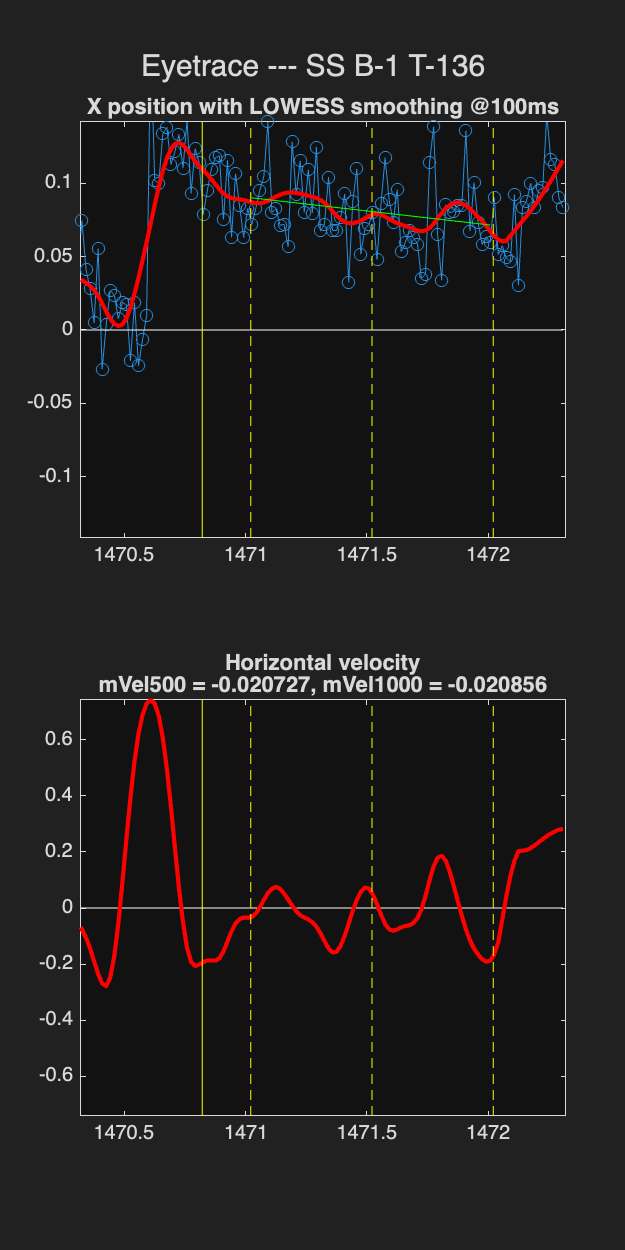 Eyetrace --- SS B-1 T-136
X position with LOWESS smoothing @100ms
0.1
0.05
0
-0.05
-0.1
1470.5 1471 1471.5 1472
Horizontal velocity
mVel500 = -0.020727, mVel1000 = -0.020856
0.6
0.4
0.2
0
-0.2
-0.4
-0.6
1470.5 1471 1471.5 1472